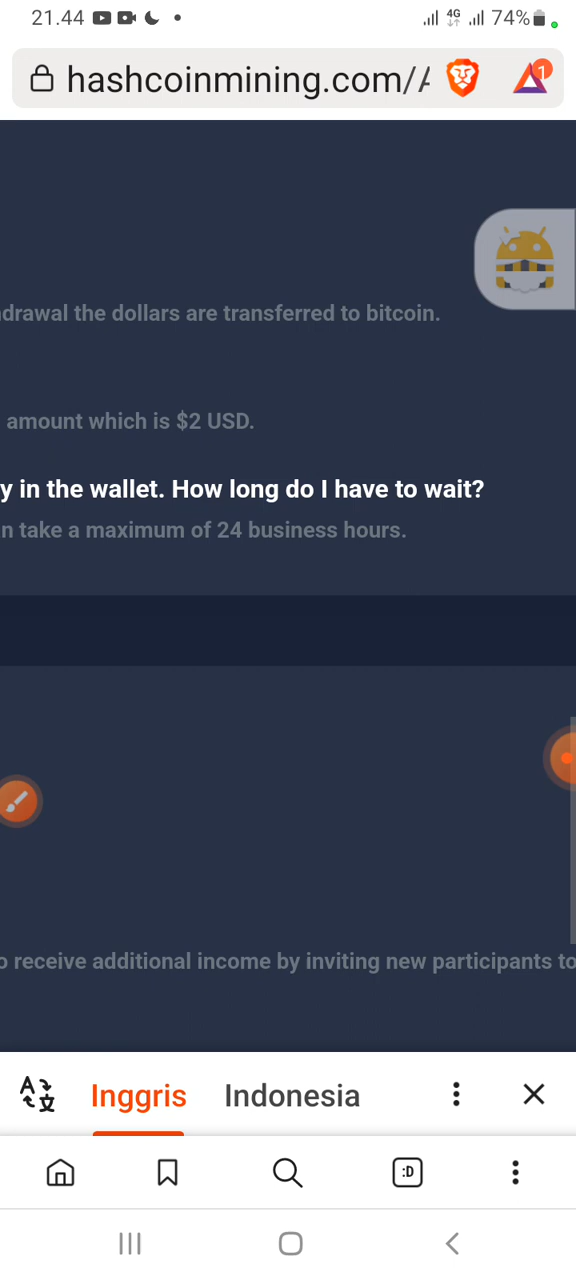 21.44
4G
74%
hashcoinmining.com/A
1
drawal the dollars are transferred to bitcoin.
amount which is $2 USD.
y in the wallet. How long do I have to wait?
n take a maximum of 24 business hours.
o receive additional income by inviting new participants to
Inggris Indonesia
:D